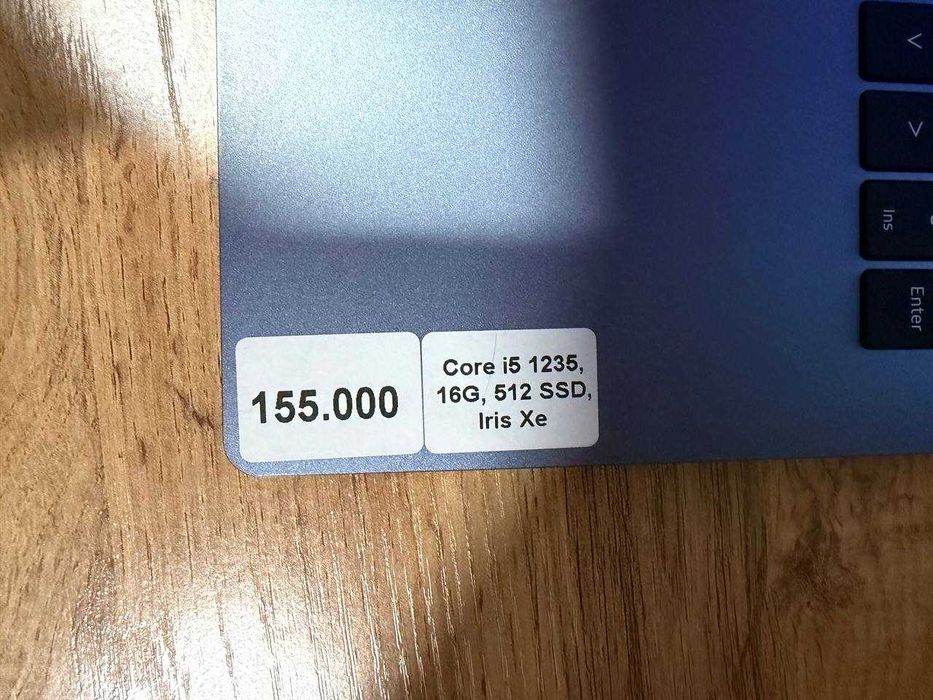 155.000
Core i5 1235,
16G, 512 SSD,
Iris Xe
<
>
Ins
Enter